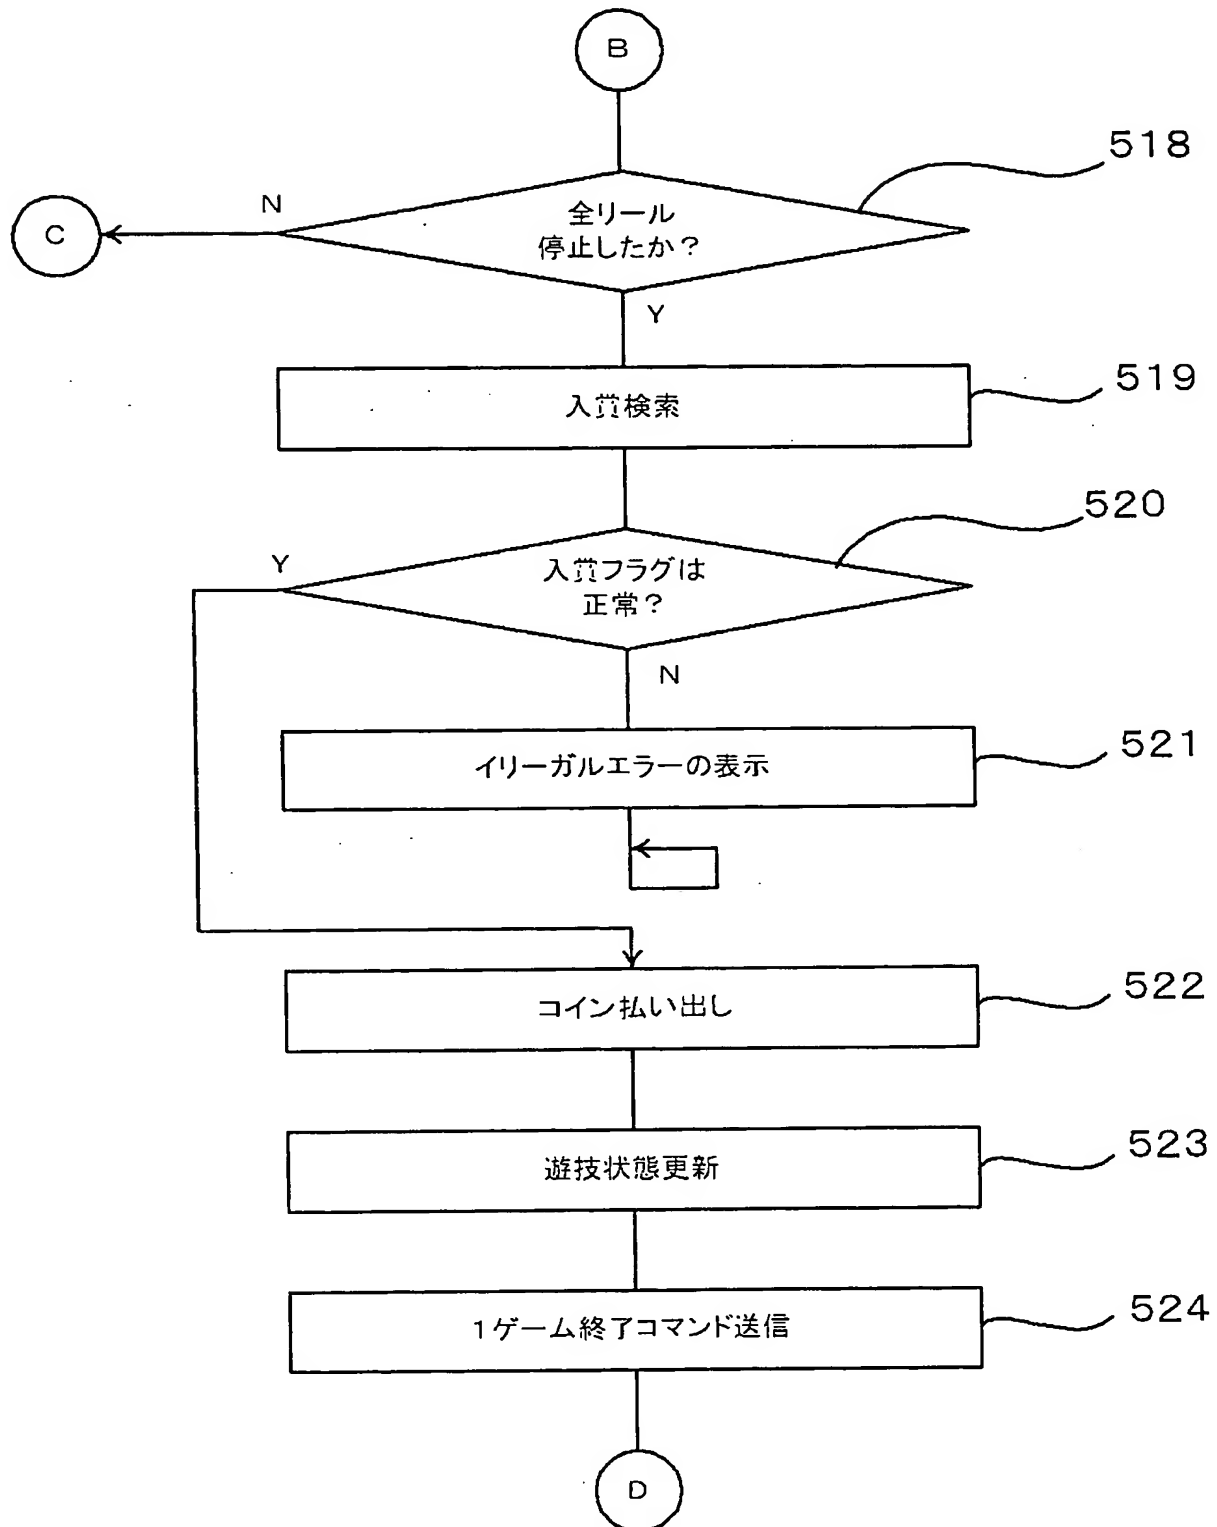 B
518
N
全リール
C
停止したか？
Y
519
入賞検索
520
Y
入賞フラグは
正常？
N
521
イリーガルエラーの表示
522
コイン払い出し
523
遊技状態更新
524
1ゲーム終了コマンド送信
D